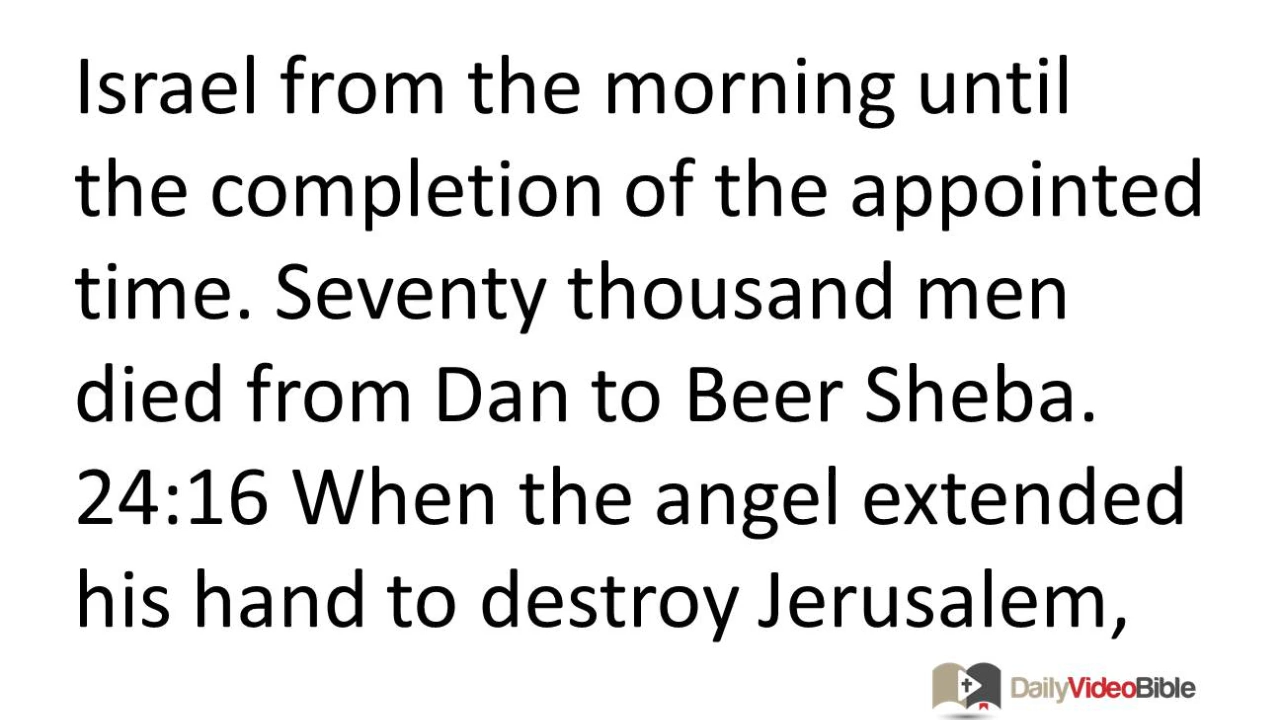 Israel from the morning until
the completion of the appointed
time. Seventy thousand men
died from Dan to Beer Sheba.
24:16 When the angel extended
his hand to destroy Jerusalem,
DailyVideoBible